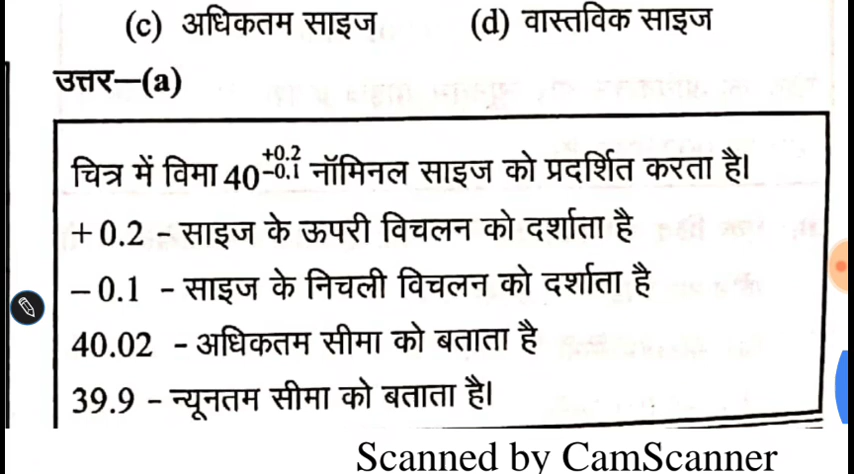 (c) अधिकतम साइज (d) वास्तविक साइज
उत्तर—(a)
चित्र में विमा 40 +0.2 −0.1 नॉमिनल साइज को प्रदर्शित करता है।
+ 0.2 - साइज के ऊपरी विचलन को दर्शाता है
– 0.1 - साइज के निचली विचलन को दर्शाता है
40.02 - अधिकतम सीमा को बताता है
39.9 - न्यूनतम सीमा को बताता है।
Scanned by CamScanner